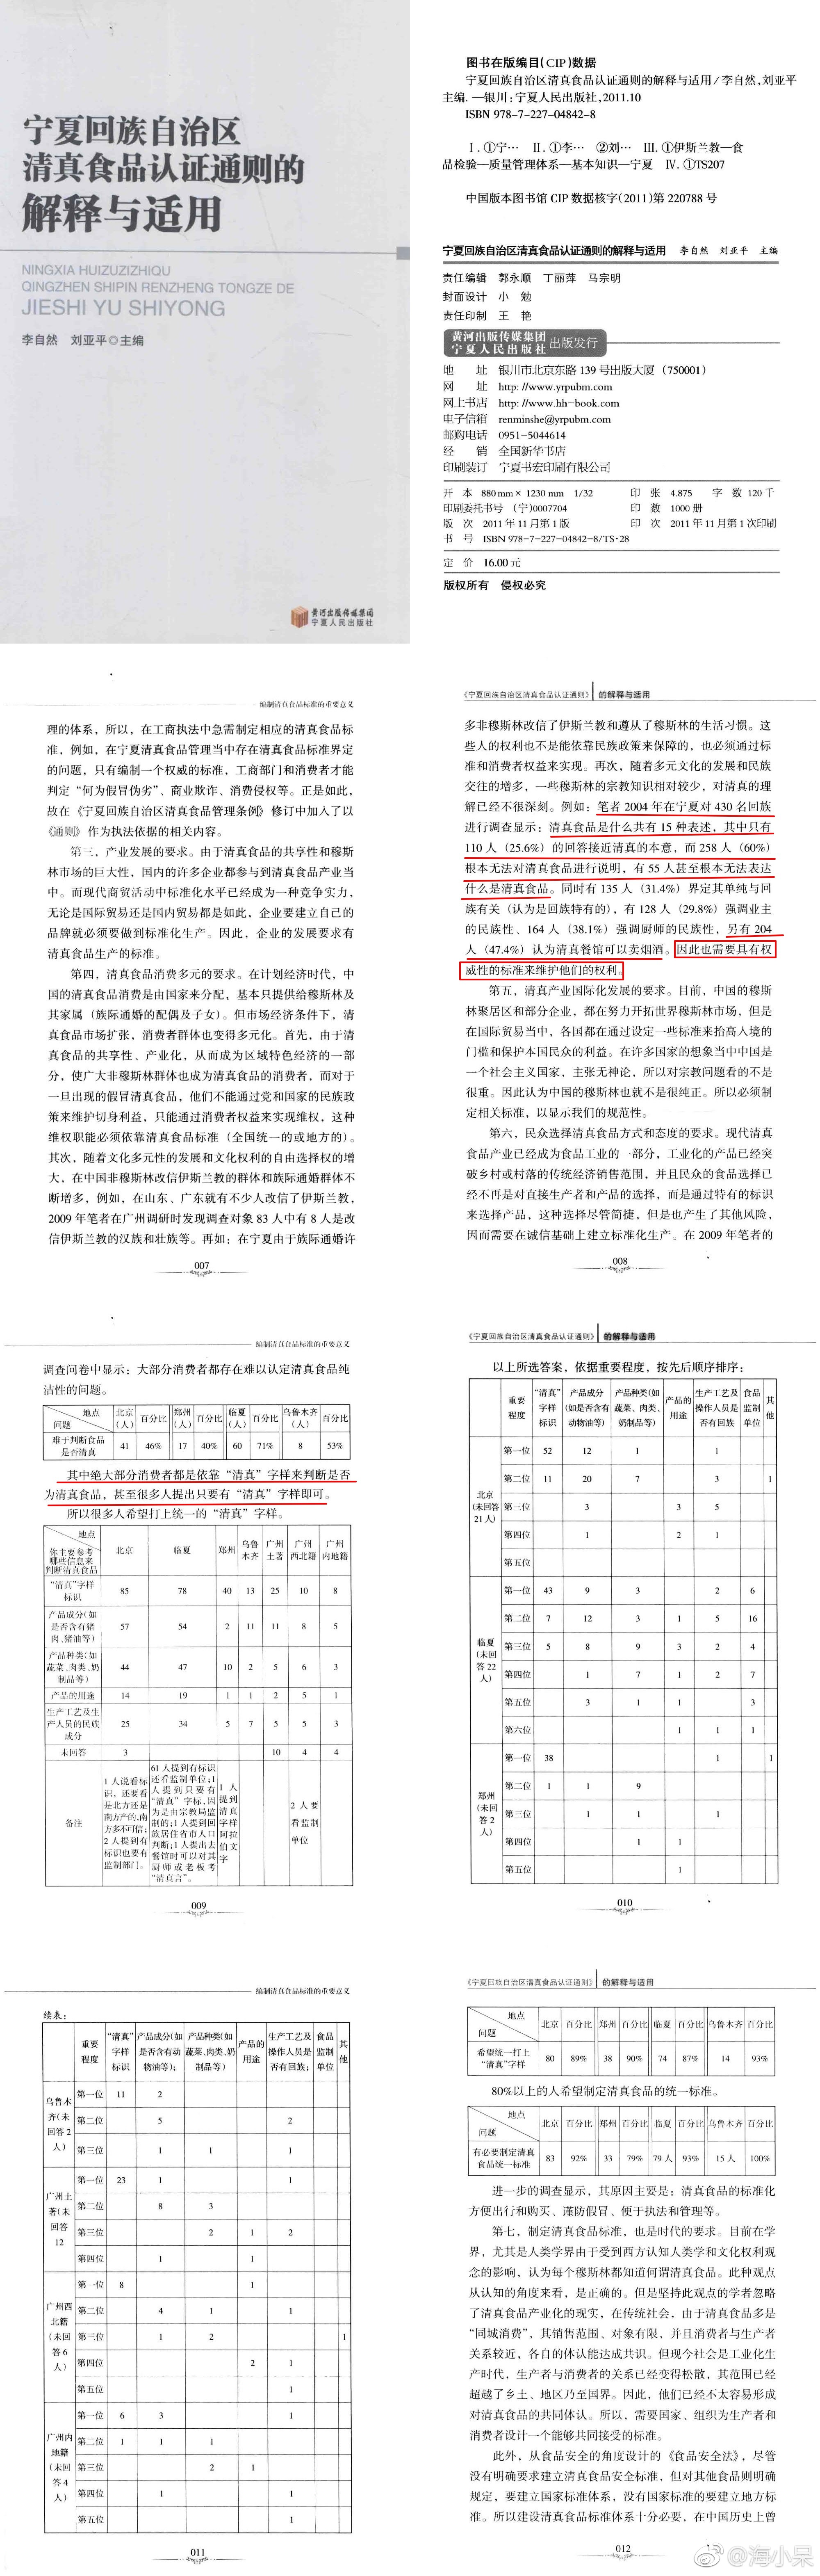 宁夏回族自治区
清真食品认证通则的
解释与适用
NINGXIA HUIZUZIZHIQU
QINGZHEN SHIPIN RENZHENG TONGZE DE
JIESHI YU SHIYONG
李自然 刘亚平◎主编
黄河出版传媒集团
宁夏人民出版社
图书在版编目(CIP)数据
宁夏回族自治区清真食品认证通则的解释与适用/李自然,刘亚平
主编.—银川:宁夏人民出版社,2011.10
ISBN 978-7-227-04842-8
Ⅰ.①宁… Ⅱ.①李… ②刘… Ⅲ.①伊斯兰教—食
品检验—质量管理体系—基本知识—宁夏 Ⅳ.①TS207
中国版本图书馆CIP数据核字(2011)第220788号
宁夏回族自治区清真食品认证通则的解释与适用 李自然 刘亚平 主编
责任编辑 郭永顺 丁丽萍 马宗明
封面设计 小 勉
责任印制 王 艳
黄河出版传媒集团
宁夏人民出版社 出版发行
地 址 银川市北京东路139号出版大厦(750001)
网 址 http://www.yrpubm.com
网上书店 http://www.hh-book.com
电子信箱 renminshe@yrpubm.com
邮购电话 0951-5044614
经 销 全国新华书店
印刷装订 宁夏书宏印刷有限公司
开 本 880mm×1230mm 1/32 印 张 4.875 字 数 120千
印刷委托书号 (宁)0007704 印 数 1000册
版 次 2011年11月第1版 印 次 2011年11月第1次印刷
书 号 ISBN 978-7-227-04842-8/TS·28
定 价 16.00元
版权所有 侵权必究
编制清真食品标准的重要意义
理的体系，所以，在工商执法中急需制定相应的清真食品标
准，例如，在宁夏清真食品管理当中存在清真食品标准界定
的问题，只有编制一个权威的标准，工商部门和消费者才能
判定“何为假冒伪劣”、商业欺诈、消费侵权等。正是如此，
故在《宁夏回族自治区清真食品管理条例》修订中加入了以
《通则》作为执法依据的相关内容。
第三，产业发展的要求。由于清真食品的共享性和穆斯
林市场的巨大性，国内的许多企业都参与到清真食品产业当
中。而现代商贸活动中标准化水平已经成为一种竞争实力，
无论是国际贸易还是国内贸易都是如此，企业要建立自己的
品牌就必须要做到标准化生产。因此，企业的发展要求有
清真食品生产的标准。
第四，清真食品消费多元的要求。在计划经济时代，中
国的清真食品消费是由国家来分配，基本只提供给穆斯林及
其家属（族际通婚的配偶及子女）。但市场经济条件下，清
真食品市场扩张，消费者群体也变得多元化。首先，由于清
真食品的共享性、产业化，从而成为区域特色经济的一部
分，使广大非穆斯林群体也成为清真食品的消费者，而对于
一旦出现的假冒清真食品，他们不能通过党和国家的民族政
策来维护切身利益，只能通过消费者权益来实现维权，这种
维权职能必须依靠清真食品标准（全国统一的或地方的）。
其次，随着文化多元性的发展和文化权利的自由选择权的增
大，在中国非穆斯林改信伊斯兰教的群体和族际通婚群体不
断增多，例如，在山东、广东就有不少人改信了伊斯兰教，
2009年笔者在广州调研时发现调查对象83人中有8人是改
信伊斯兰教的汉族和壮族等。再如：在宁夏由于族际通婚许
007
《宁夏回族自治区清真食品认证通则》 的解释与适用
多非穆斯林改信了伊斯兰教和遵从了穆斯林的生活习惯。这
些人的权利也不是能依靠民族政策来保障的，也必须通过标
准和消费者权益来实现。再次，随着多元文化的发展和民族
交往的增多，一些穆斯林的宗教知识相对较少，对清真的理
解已经不很深刻。例如：笔者2004年在宁夏对430名回族
进行调查显示：清真食品是什么共有15种表述，其中只有
110人（25.6%）的回答接近清真的本意，而258人（60%）
根本无法对清真食品进行说明，有55人甚至根本无法表达
什么是清真食品。同时有135人（31.4%）界定其单纯与回
族有关（认为是回族特有的），有128人（29.8%）强调业主
的民族性、164人（38.1%）强调厨师的民族性，另有204
人（47.4%）认为清真餐馆可以卖烟酒。因此也需要具有权
威性的标准来维护他们的权利。
第五，清真产业国际化发展的要求。目前，中国的穆斯
林聚居区和部分企业，都在努力开拓世界穆斯林市场，但是
在国际贸易当中，各国都在通过设定一些标准来抬高人境的
门槛和保护本国民众的利益。在许多国家的想象当中中国是
一个社会主义国家，主张无神论，所以对宗教问题看的不是
很重。因此认为中国的穆斯林也就不是很纯正。所以必须制
定相关标准，以显示我们的规范性。
第六，民众选择清真食品方式和态度的要求。现代清真
食品产业已经成为食品工业的一部分，工业化的产品已经突
破乡村或村落的传统经济销售范围，并且民众的食品选择已
经不再是对直接生产者和产品的选择，而是通过特有的标识
来选择产品，这种选择尽管简捷，但是也产生了其他风险，
因而需要在诚信基础上建立标准化生产。在2009年笔者的
008
编制清真食品标准的重要意义
调查问卷中显示：大部分消费者都存在难以认定清真食品纯
洁性的问题。
地点 问题 北京（人） 百分比 郑州（人） 百分比 临夏（人） 百分比 乌鲁木齐（人） 百分比
难于判断食品是否清真 41 46% 17 40% 60 71% 8 53%
其中绝大部分消费者都是依靠“清真”字样来判断是否
为清真食品，甚至很多人提出只要有“清真”字样即可。
所以很多人希望打上统一的“清真”字样。
地点 你主要参考哪些信息来判断清真食品 北京 临夏 郑州 乌鲁木齐 广州土著 广州西北籍 广州内地籍
“清真”字样标识 85 78 40 13 25 10 8
产品成分(如是否含有猪肉、猪油等) 57 54 2 11 11 8 5
产品种类(如蔬菜、肉类、奶制品等) 44 47 10 2 5 6 3
产品的用途 14 19 1 1 2 5 1
生产工艺及生产人员的民族成分 25 34 5 7 5 5 3
未回答 3 10 4 4
备注 1人说看标识，还要看是北方还是南方产的，南方多不可信；2人提到有标识也要有监制部门。 61人提到有标识还看监制单位；1人提到只要有“清真”字标，因为是由宗教局监制的；1人提到回族居住省市人口判断；1人提出去餐馆时可以对其厨师或老板考“清真言”。 1人提到清真字样阿拉伯文字 2人要看监制单位
009
《宁夏回族自治区清真食品认证通则》 的解释与适用
以上所选答案，依据重要程度，按先后顺序排序：
重要程度 “清真”字样标识 产品成分(如是否含有动物油等) 产品种类(如蔬菜、肉类、奶制品等) 产品的用途 生产工艺及操作人员是否有回族 食品监制单位 其他
北京(未回答21人)
第一位 52 12 1 1
第二位 11 20 7 3 1
第三位 3 3 5
第四位 1 2 1
第五位
临夏(未回答22人)
第一位 43 9 3 2 6
第二位 7 12 3 1 5 16
第三位 5 8 9 3 2 4
第四位 1 7 1 2 7
第五位 3 1 1 3
第六位 1 1 1
郑州(未回答2人)
第一位 38 1 1
第二位 1 1 9
第三位 1 1 1
第四位 1 1
第五位 1
010
编制清真食品标准的重要意义
续表：
重要程度 “清真”字样标识 产品成分(如是否含有动物油等)； 产品种类(如蔬菜、肉类、奶制品等) 产品的用途 生产工艺及操作人员是否有回族； 食品监制单位 其他
乌鲁木齐(未回答2人)
第一位 11 2
第二位 5 2
第三位 1 1 1
广州土著(未回答12
第一位 23 1 1
第二位 8 3
第三位 2 1 2
第四位 1 1
广州西北籍(未回答6人)
第一位 8 1
第二位 4 1 1
第三位 1 2 1
第四位 2 1
第五位 1
广州内地籍(未回答4人)
第一位 6 3 1
第二位 1 1 1
第三位 2 1
第四位 1 1
第五位 1
011
《宁夏回族自治区清真食品认证通则》 的解释与适用
地点 问题 北京 百分比 郑州 百分比 临夏 百分比 乌鲁木齐 百分比
希望统一打上“清真”字样 80 89% 38 90% 74 87% 14 93%
80%以上的人希望制定清真食品的统一标准。
地点 问题 北京 百分比 郑州 百分比 临夏 百分比 乌鲁木齐 百分比
有必要制定清真食品统一标准 83 92% 33 79% 79人 93% 15人 100%
进一步的调查显示，其原因主要是：清真食品的标准化
方便出行和购买、谨防假冒、便于执法和管理等。
第七，制定清真食品标准，也是时代的要求。目前在学
界，尤其是人类学界由于受到西方认知人类学和文化权利观
念的影响，认为每个穆斯林都知道何谓清真食品。此种观点
从认知的角度来看，是正确的。但是坚持此观点的学者忽略
了清真食品产业化的现实，在传统社会，由于清真食品多是
“同城消费”，其销售范围、对象有限，并且消费者与生产者
关系较近，各自的体认能达成共识。但现今社会是工业化生
产时代，生产者与消费者的关系已经变得松散，其范围已经
超越了乡土、地区乃至国界。因此，他们已经不太容易形成
对清真食品的共同体认。所以，需要国家、组织为生产者和
消费者设计一个能够共同接受的标准。
此外，从食品安全的角度设计的《食品安全法》，尽管
没有明确要求建立清真食品安全标准，但对其他食品则明确
规定，要建立国家标准体系，没有国家标准的要建立地方标
准。所以建设清真食品标准体系十分必要，在中国历史上曾
012
@海小呆